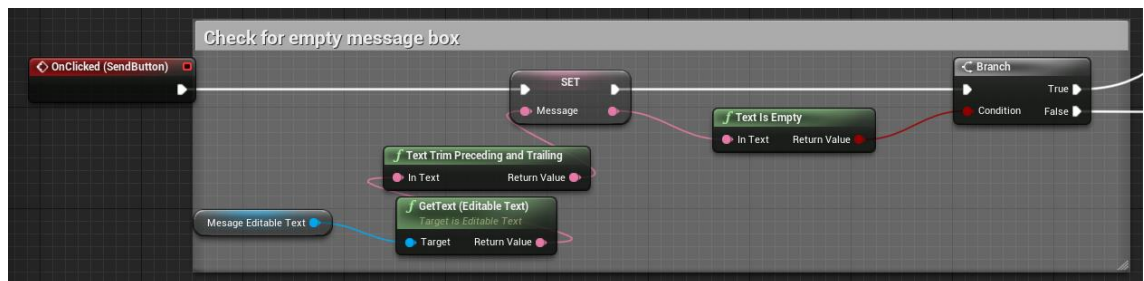 Check for empty message box
OnClicked (SendButton)
SET
Message
Branch
True
Condition False
f Text Is Empty
In Text Return Value
f Text Trim Preceding and Trailing
In Text Return Value
f GetText (Editable Text)
Target is Editable Text
Mesage Editable Text
Target Return Value